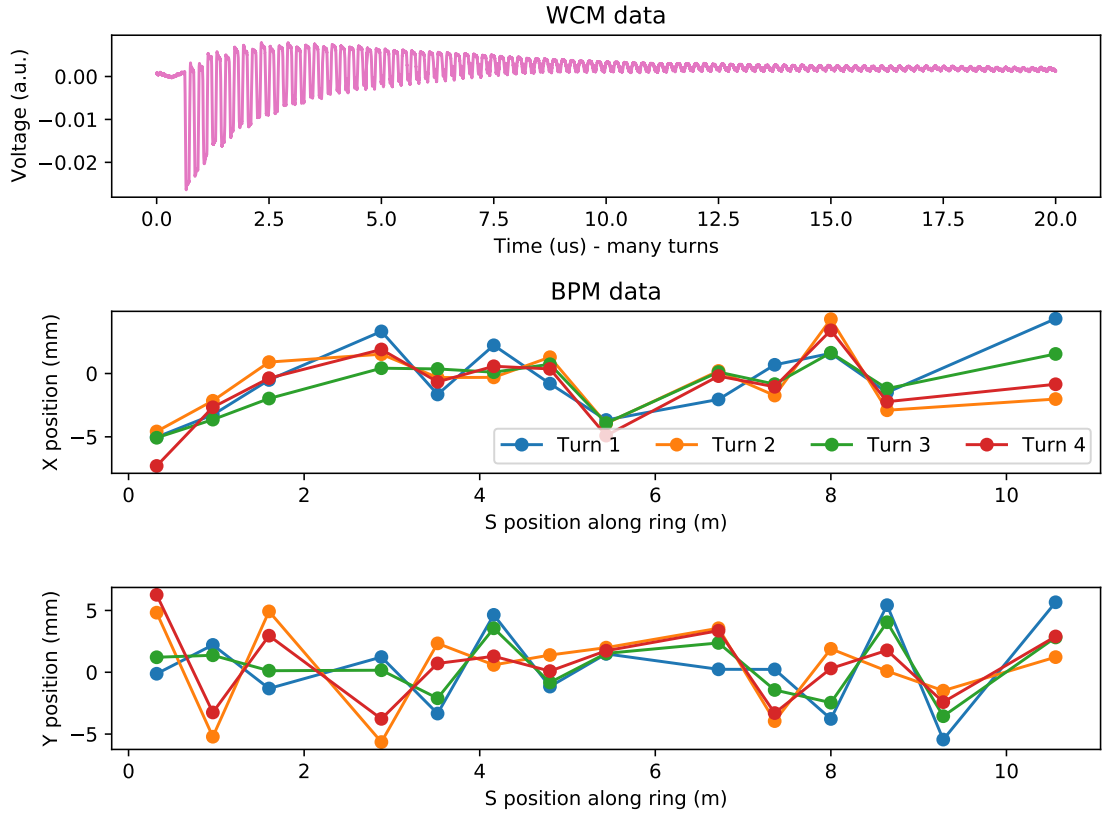 WCM data
Voltage (a.u.)
0.00
−0.01
−0.02
0.0 2.5 5.0 7.5 10.0 12.5 15.0 17.5 20.0
Time (us) - many turns
BPM data
X position (mm)
0
−5
Turn 1 Turn 2 Turn 3 Turn 4
0 2 4 6 8 10
S position along ring (m)
Y position (mm)
5
0
−5
0 2 4 6 8 10
S position along ring (m)